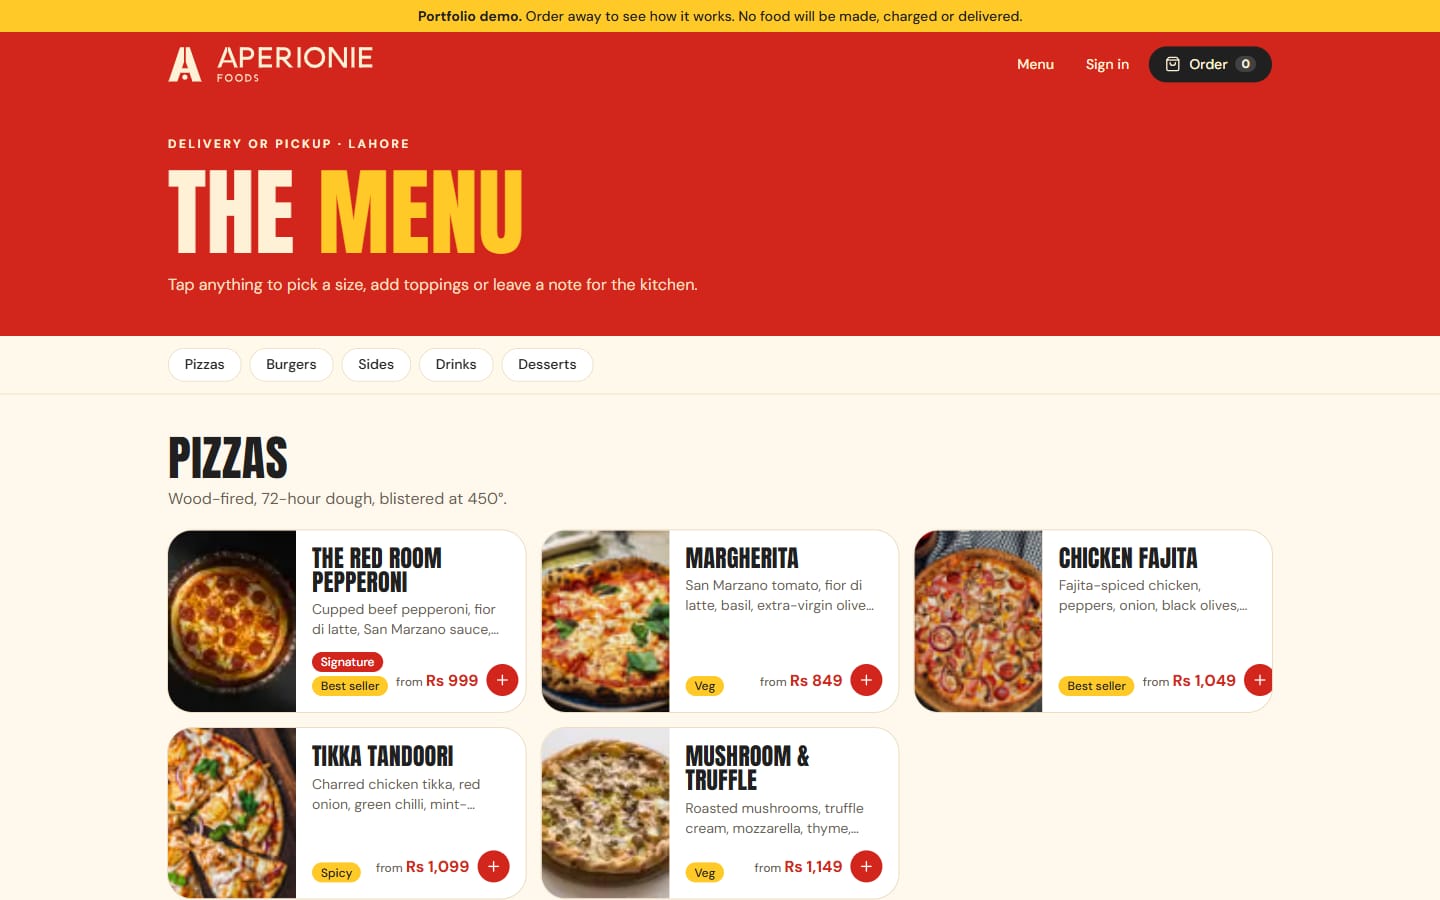 Portfolio demo. Order away to see how it works. No food will be made, charged or delivered.
APERIONIE
FOODS
Menu
Sign in
Order 0
DELIVERY OR PICKUP · LAHORE
THE MENU
Tap anything to pick a size, add toppings or leave a note for the kitchen.
Pizzas
Burgers
Sides
Drinks
Desserts
PIZZAS
Wood-fired, 72-hour dough, blistered at 450°.
THE RED ROOM
PEPPERONI
Cupped beef pepperoni, fior
di latte, San Marzano sauce,...
Signature
Best seller
from Rs 999
+
MARGHERITA
San Marzano tomato, fior di
latte, basil, extra-virgin olive...
Veg
from Rs 849
+
CHICKEN FAJITA
Fajita-spiced chicken,
peppers, onion, black olives,...
Best seller
from Rs 1,049
+
TIKKA TANDOORI
Charred chicken tikka, red
onion, green chilli, mint-...
Spicy
from Rs 1,099
+
MUSHROOM &
TRUFFLE
Roasted mushrooms, truffle
cream, mozzarella, thyme,...
Veg
from Rs 1,149
+